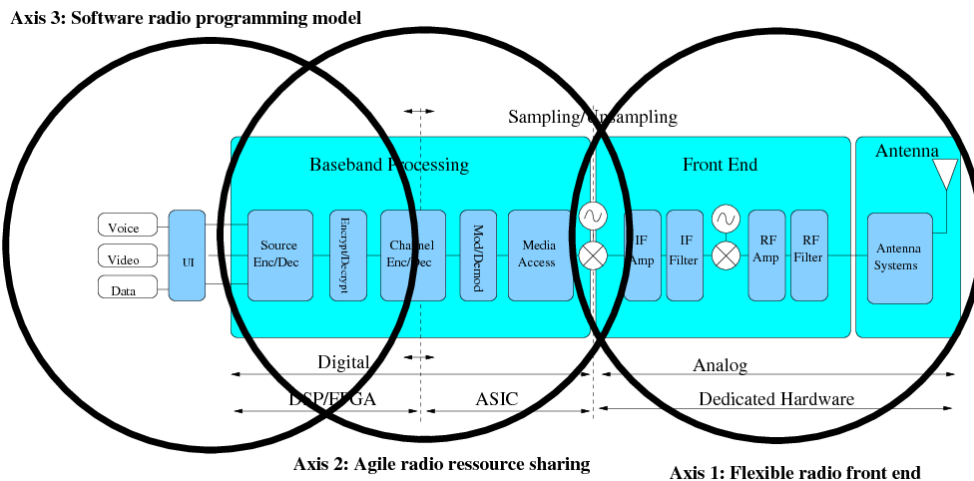 Axis 3: Software radio programming model
Sampling/Upsampling
Baseband Processing
Front End
Antenna
Voice
Video
Data
UI
Source
Enc/Dec
Encrypt/Decrypt
Channel
Enc/Dec
Mod/Demod
Media
Access
IF
Amp
IF
Filter
RF
Amp
RF
Filter
Antenna
Systems
Digital
Analog
DSP/FPGA
ASIC
Dedicated Hardware
Axis 2: Agile radio ressource sharing
Axis 1: Flexible radio front end